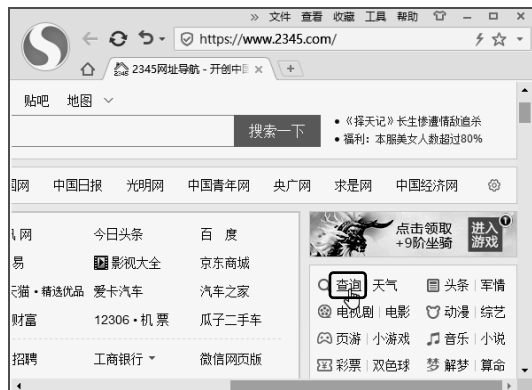 » 文件 查看 收藏 工具 帮助
https://www.2345.com/
2345网址导航 - 开创中
贴吧 地图
搜索一下
•《择天记》长生惨遭情敌追杀
•福利：本服美女人数超过80%
网 中国日报 光明网 中国青年网 央广网 求是网 中国经济网
网 今日头条 百 度
点击领取
+9阶坐骑
进入
游戏
易 影视大全 京东商城
猫•精选优品 爱卡汽车 汽车之家
财富 12306•机票 瓜子二手车
招聘 工商银行 微信网页版
查询 天气 头条 军情
电视剧 电影 动漫 综艺
页游 小游戏 音乐 小说
彩票 双色球 梦 解梦 算命